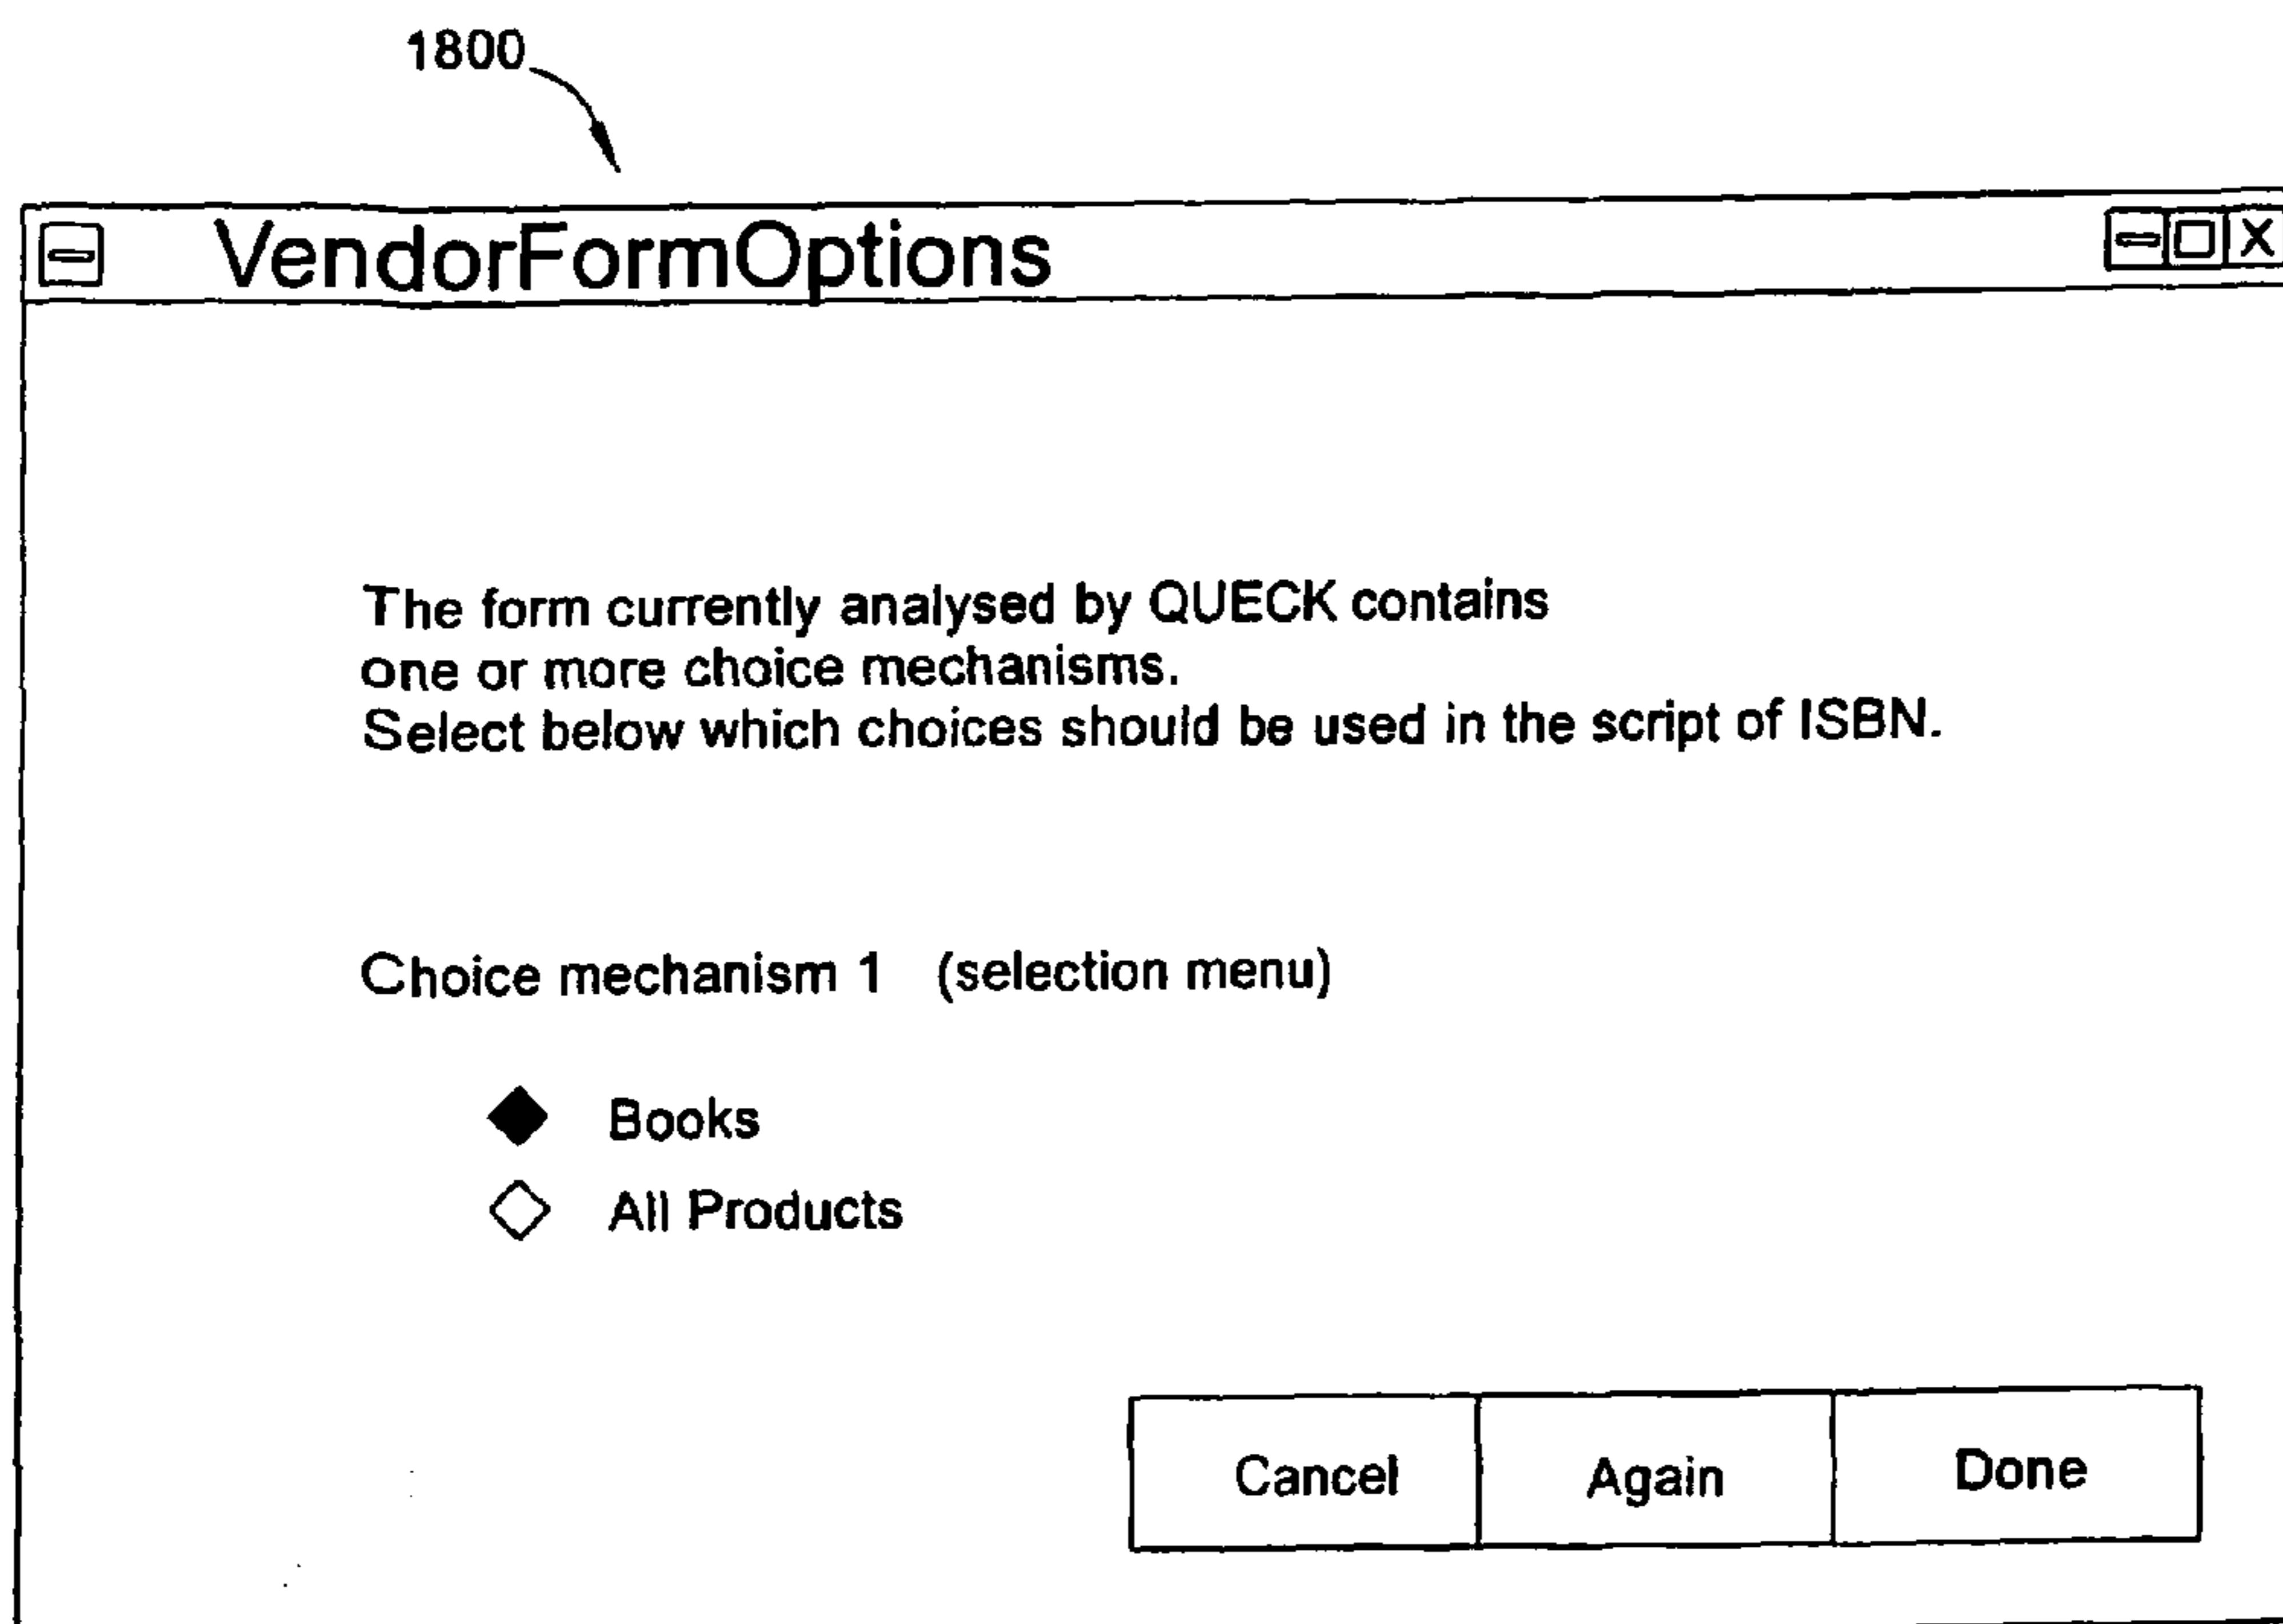 1800
VendorFormOptions
The form currently analysed by QUECK contains
one or more choice mechanisms.
Select below which choices should be used in the script of ISBN.
Choice mechanism 1 (selection menu)
Books
All Products
Cancel Again Done